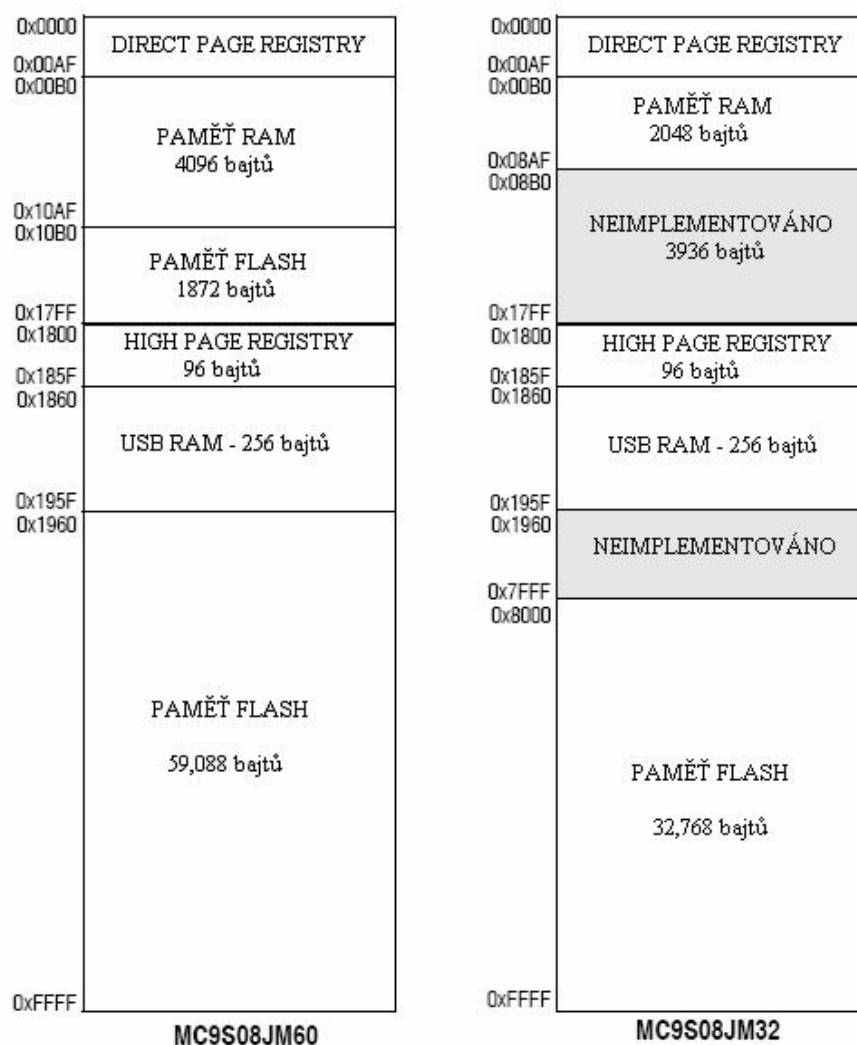 0x0000
DIRECT PAGE REGISTRY
0x00AF
0x00B0
PAMĚŤ RAM
4096 bajtů
0x10AF
0x10B0
PAMĚŤ FLASH
1872 bajtů
0x17FF
0x1800
HIGH PAGE REGISTRY
96 bajtů
0x185F
0x1860
USB RAM - 256 bajtů
0x195F
0x1960
PAMĚŤ FLASH
59,088 bajtů
0xFFFF
MC9S08JM60
0x0000
DIRECT PAGE REGISTRY
0x00AF
0x00B0
PAMĚŤ RAM
2048 bajtů
0x08AF
0x08B0
NEIMPLEMENTOVÁNO
3936 bajtů
0x17FF
0x1800
HIGH PAGE REGISTRY
96 bajtů
0x185F
0x1860
USB RAM - 256 bajtů
0x195F
0x1960
NEIMPLEMENTOVÁNO
0x7FFF
0x8000
PAMĚŤ FLASH
32,768 bajtů
0xFFFF
MC9S08JM32